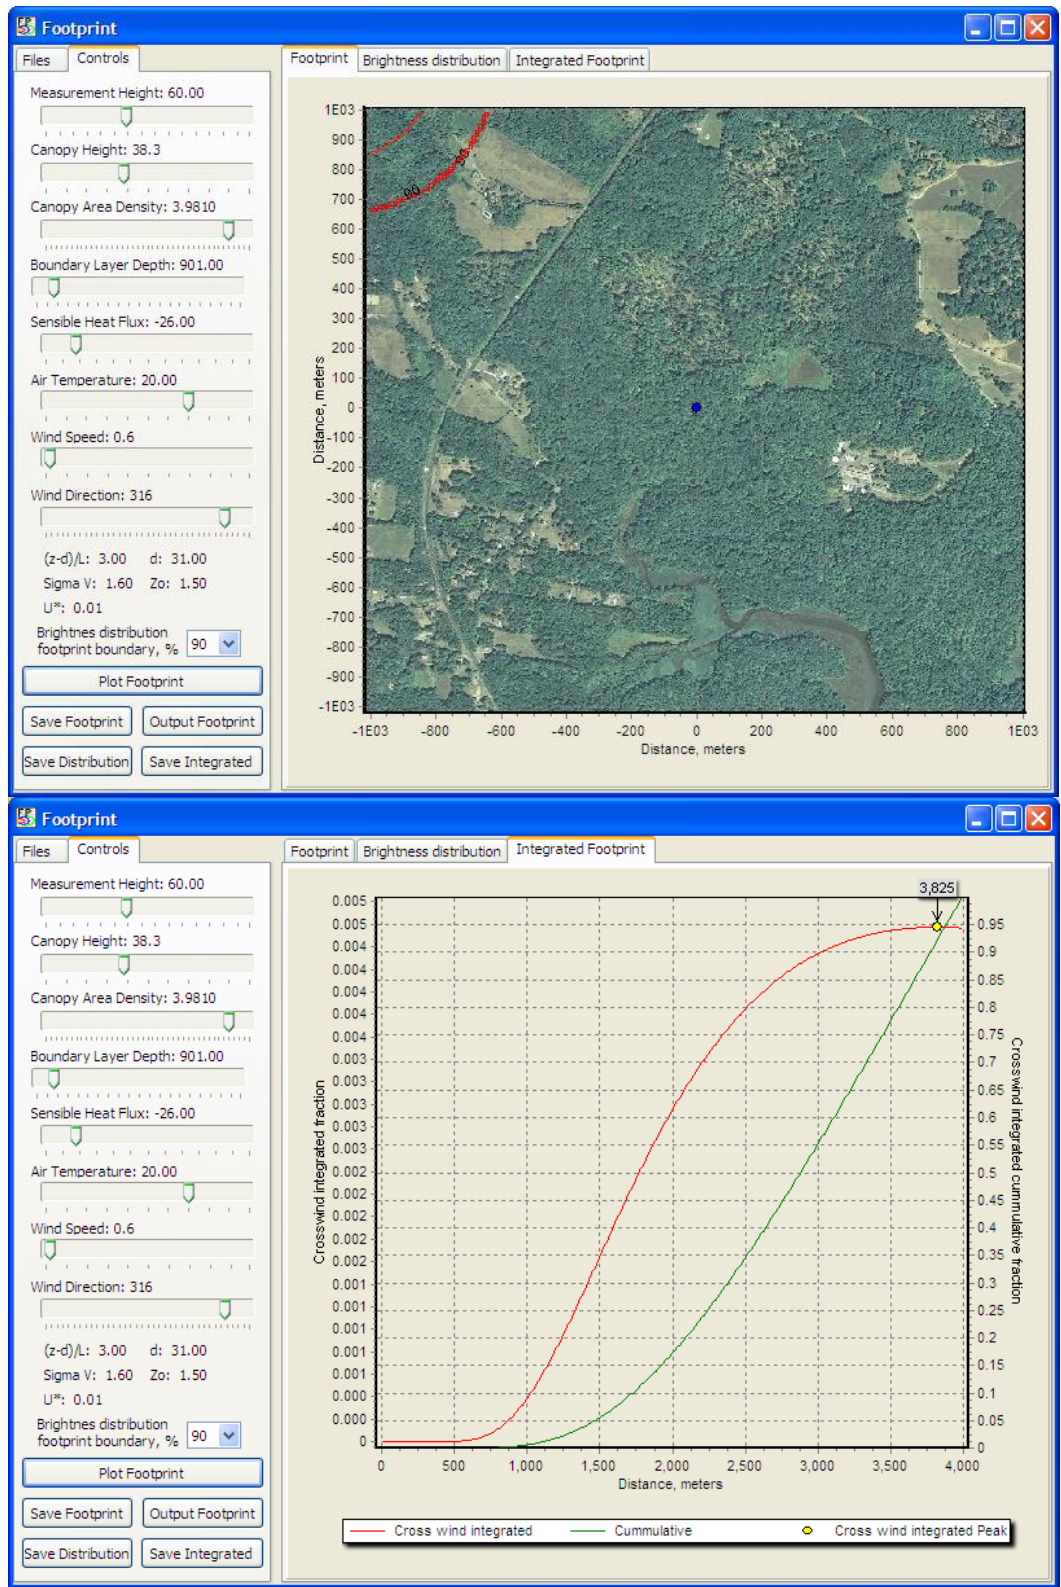 Footprint
Files Controls
Footprint Brightness distribution Integrated Footprint
Measurement Height: 60.00
Canopy Height: 38.3
Canopy Area Density: 3.9810
Boundary Layer Depth: 901.00
Sensible Heat Flux: -26.00
Air Temperature: 20.00
Wind Speed: 0.6
Wind Direction: 316
(z-d)/L: 3.00 d: 31.00
Sigma V: 1.60 Zo: 1.50
U*: 0.01
Brightnes distribution
footprint boundary, % 90
Plot Footprint
Save Footprint Output Footprint
Save Distribution Save Integrated
1E03
900
800
700
600
500
400
300
200
100
0
-100
-200
-300
-400
-500
-600
-700
-800
-900
-1E03
Distance, meters
90
-1E03 -800 -600 -400 -200 0 200 400 600 800 1E03
Distance, meters
Footprint
Files Controls
Footprint Brightness distribution Integrated Footprint
Measurement Height: 60.00
Canopy Height: 38.3
Canopy Area Density: 3.9810
Boundary Layer Depth: 901.00
Sensible Heat Flux: -26.00
Air Temperature: 20.00
Wind Speed: 0.6
Wind Direction: 316
(z-d)/L: 3.00 d: 31.00
Sigma V: 1.60 Zo: 1.50
U*: 0.01
Brightnes distribution
footprint boundary, % 90
Plot Footprint
Save Footprint Output Footprint
Save Distribution Save Integrated
3,825
0.005
0.005
0.004
0.004
0.004
0.004
0.004
0.003
0.003
0.003
0.003
0.003
0.002
0.002
0.002
0.002
0.002
0.001
0.001
0.001
0.001
0.001
0.000
0.000
0
Crosswind integrated fraction
0.95
0.9
0.85
0.8
0.75
0.7
0.65
0.6
0.55
0.5
0.45
0.4
0.35
0.3
0.25
0.2
0.15
0.1
0.05
0
Crosswind integrated cummulative fraction
0 500 1,000 1,500 2,000 2,500 3,000 3,500 4,000
Distance, meters
Cross wind integrated Cummulative Cross wind integrated Peak